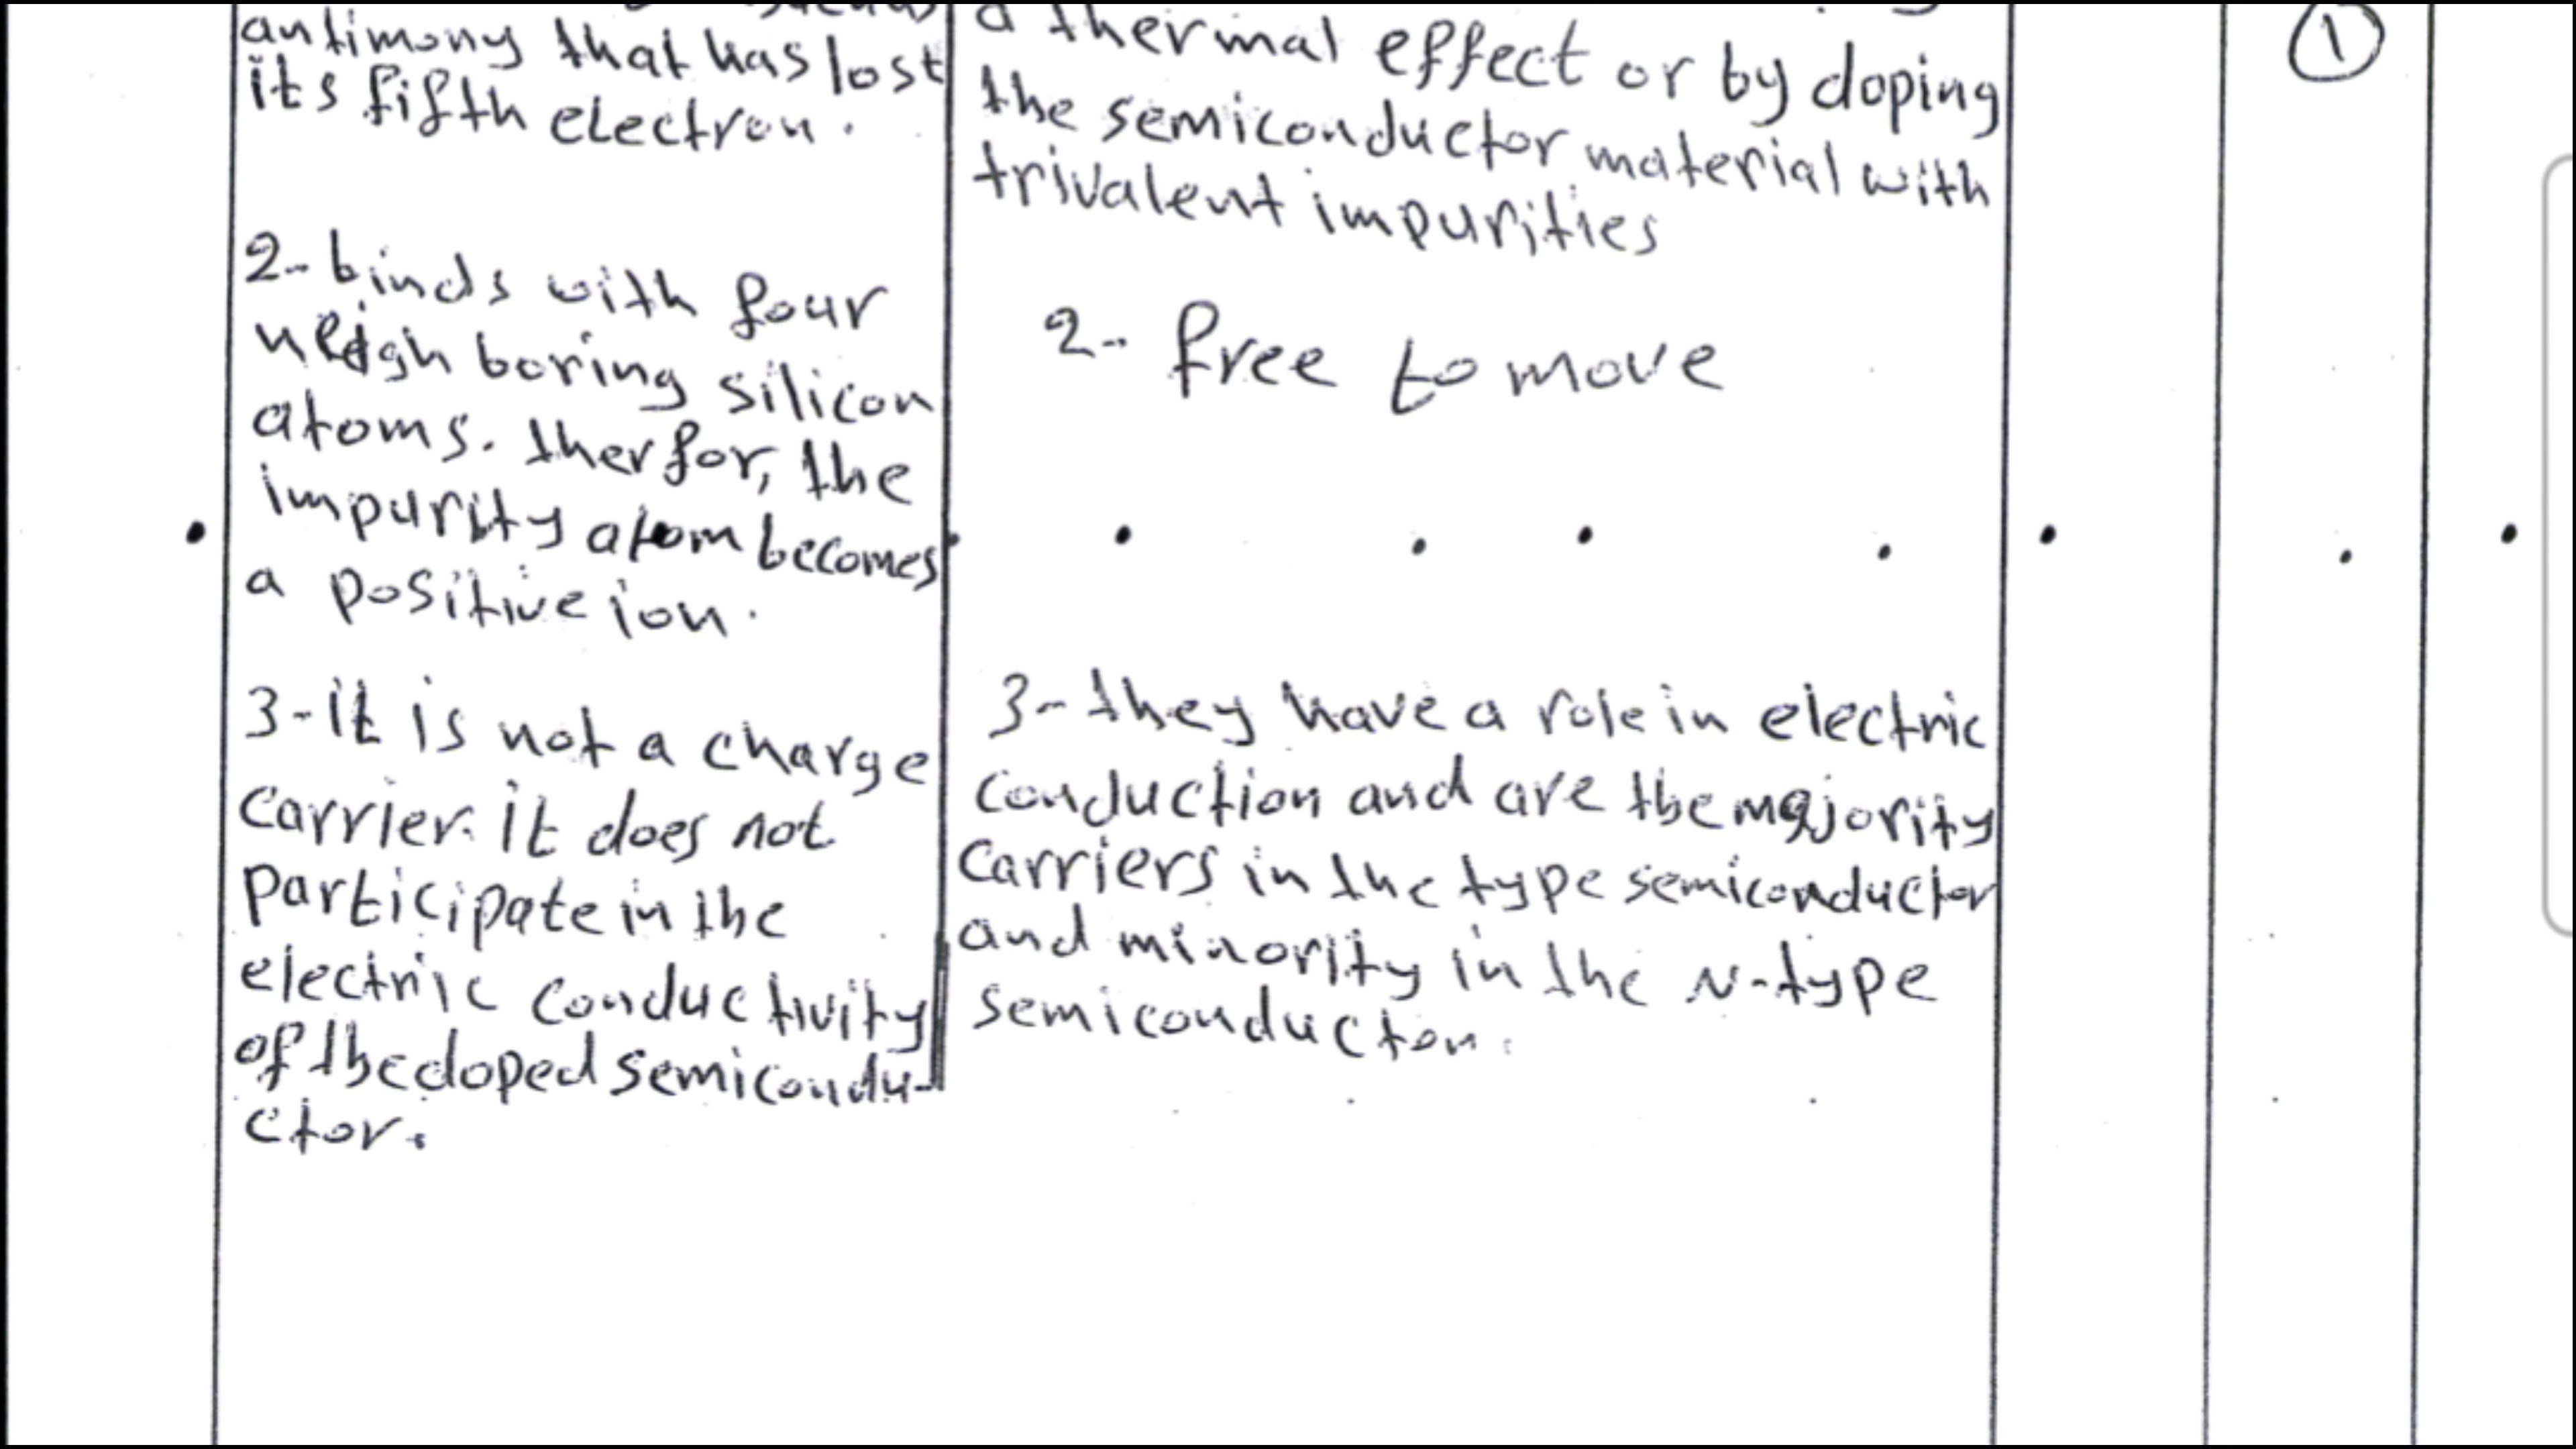 antimony that has lost
its fifth electron.
2- binds with four
neigh boring silicon
atoms. therfor, the
impurity atom becomes
a positive ion.
3- it is not a charge
carrier. it does not
participate in the
electric conductivity
of the doped semicondu-
ctor.
a thermal effect or by doping
the semiconductor material with
trivalent impurities
2- free to move
3- they have a role in electric
conduction and are the majority
carriers in the type semiconductor
and minority in the N-type
semiconductor.
1